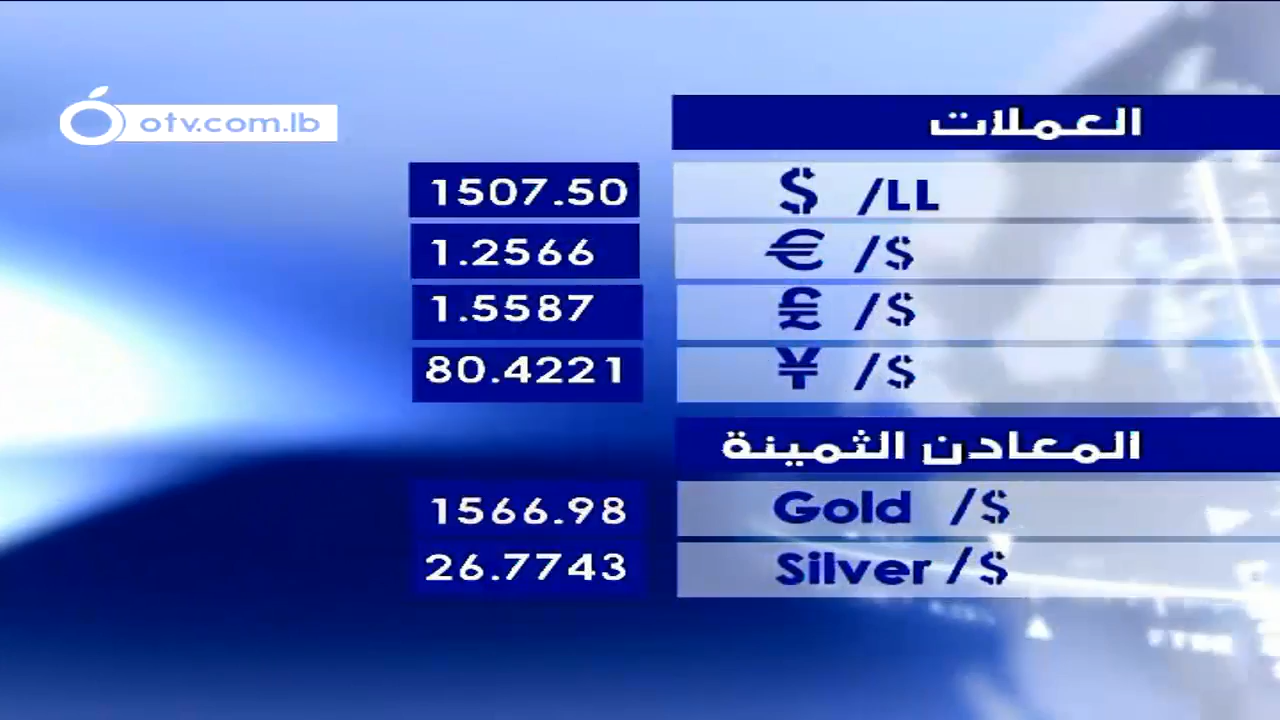 otv.com.lb
العملات
1507.50 $ /LL
1.2566 € /$
1.5587 £ /$
80.4221 ¥ /$
المعادن الثمينة
1566.98 Gold /$
26.7743 Silver /$